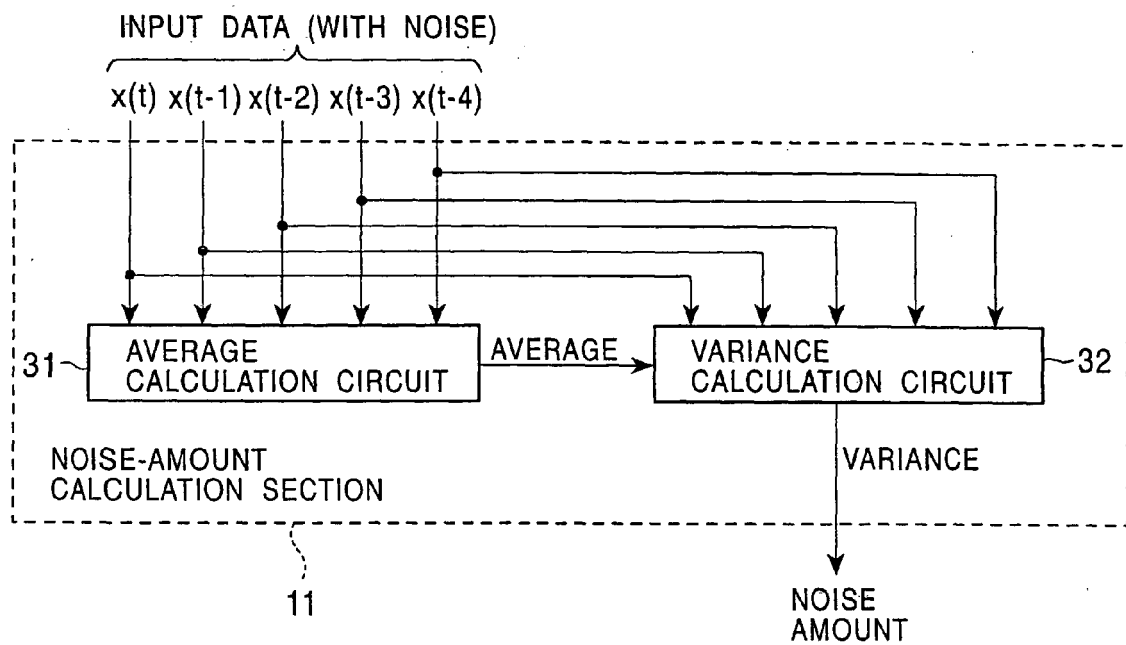 INPUT DATA (WITH NOISE)
x(t) x(t-1) x(t-2) x(t-3) x(t-4)
31
AVERAGE
CALCULATION CIRCUIT
AVERAGE
VARIANCE
CALCULATION CIRCUIT
32
NOISE-AMOUNT
CALCULATION SECTION
VARIANCE
11
NOISE
AMOUNT